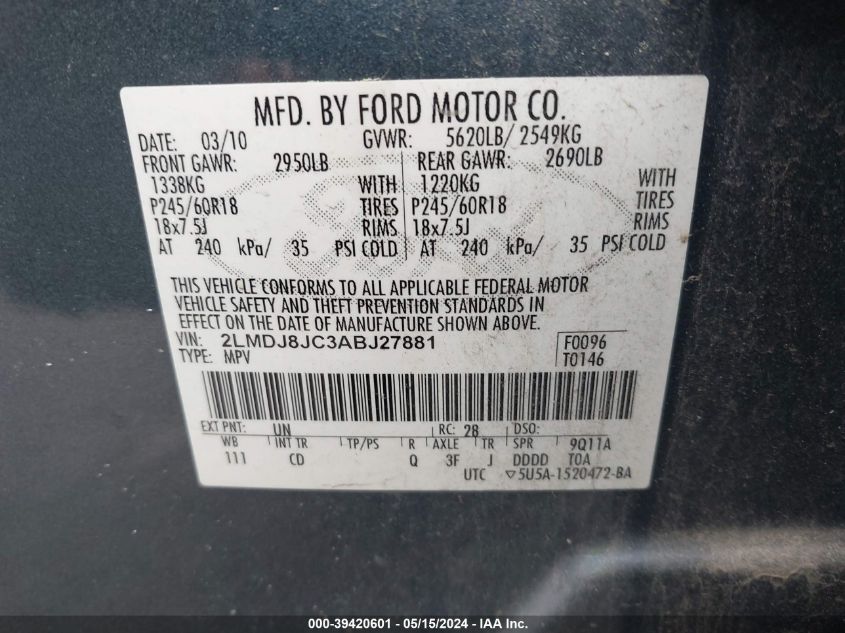 MFD. BY FORD MOTOR CO.
DATE: 03/10 GVWR: 5620LB/ 2549KG
FRONT GAWR: 2950LB REAR GAWR: 2690LB
1338KG WITH 1220KG WITH
P245/60R18 TIRES P245/60R18 TIRES
18x7.5J RIMS 18x7.5J RIMS
AT 240 kPa/ 35 PSI COLD AT 240 kPa/ 35 PSI COLD
THIS VEHICLE CONFORMS TO ALL APPLICABLE FEDERAL MOTOR
VEHICLE SAFETY AND THEFT PREVENTION STANDARDS IN
EFFECT ON THE DATE OF MANUFACTURE SHOWN ABOVE.
VIN: 2LMDJ8JC3ABJ27881 F0096
TYPE: MPV T0146
EXT PNT: UN RC: 28 DSO:
WB INT TR TP/PS R AXLE TR SPR 9Q11A
111 CD Q 3F J DDDD TOA
UTC ▽5U5A-1520472-BA
000-39420601 - 05/15/2024 - IAA Inc.